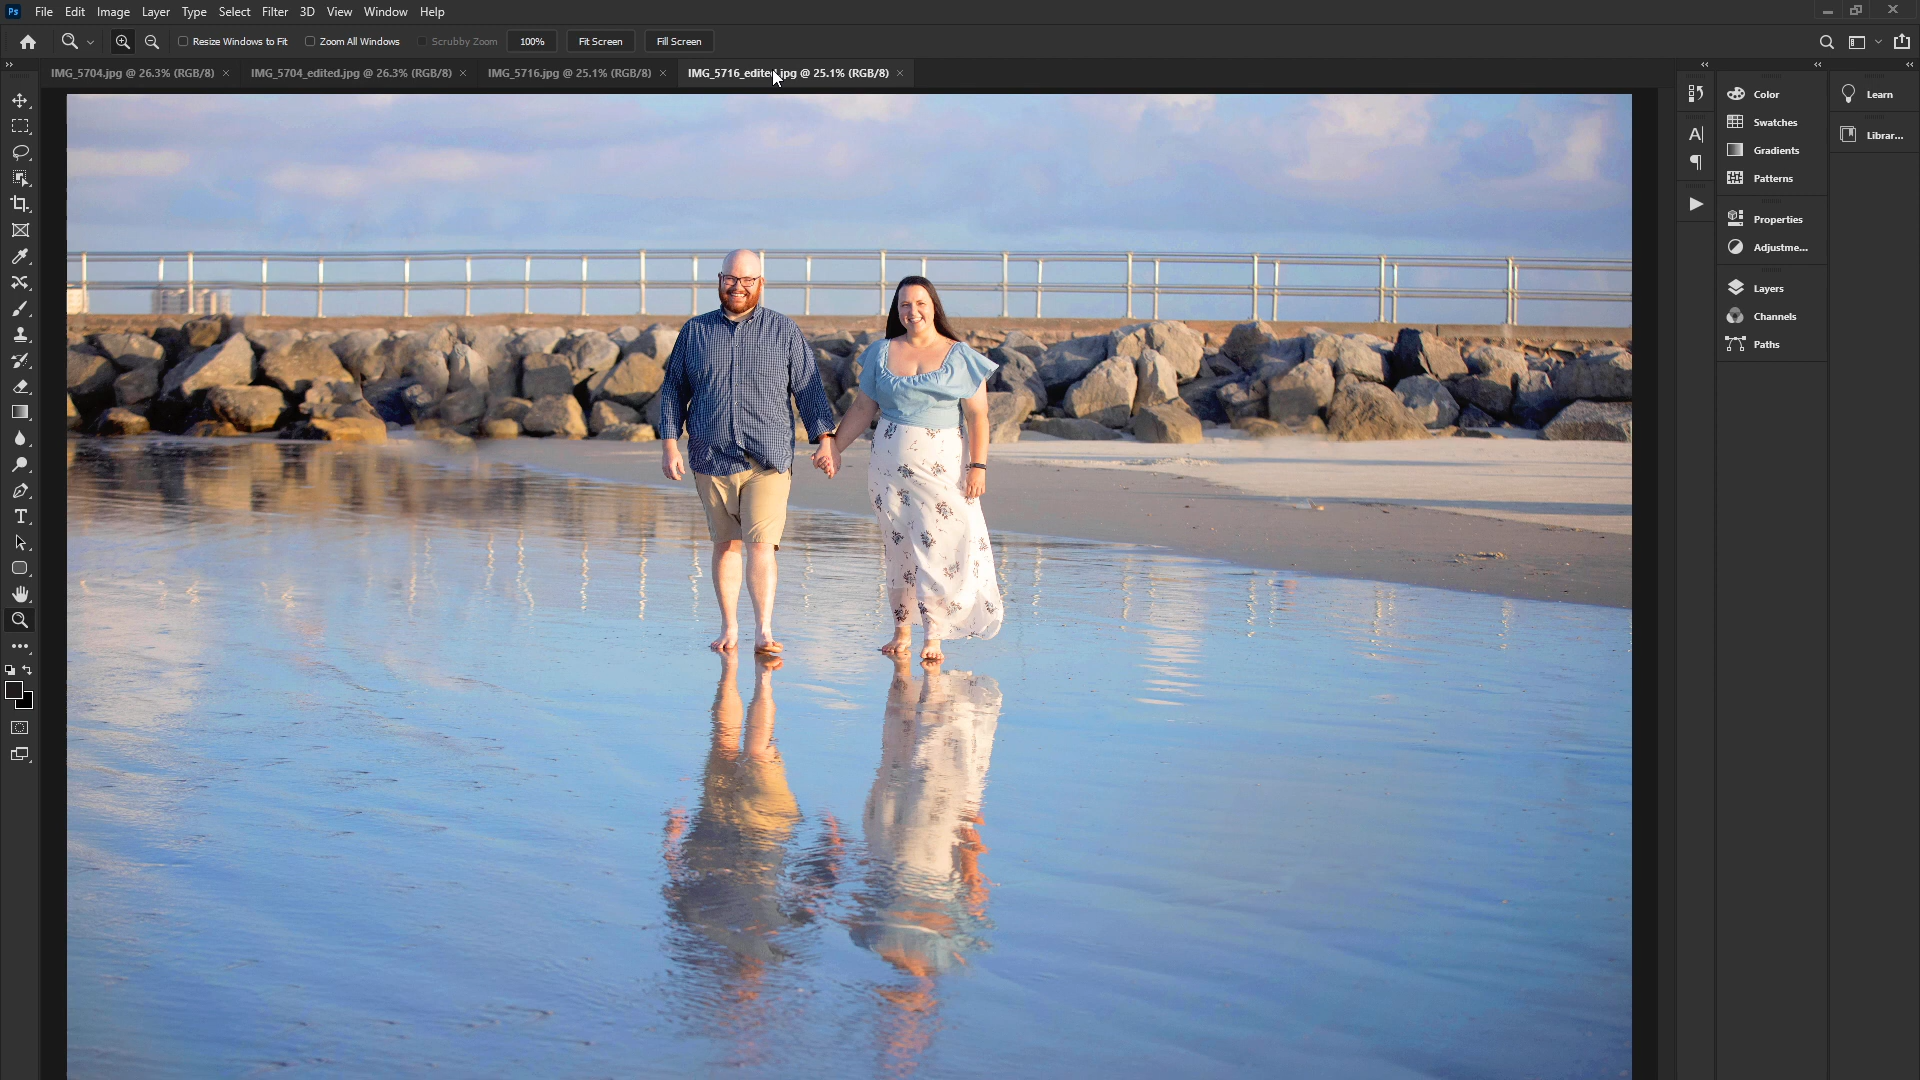 Ps File Edit Image Layer Type Select Filter 3D View Window Help
Resize Windows to Fit Zoom All Windows Scrubby Zoom 100% Fit Screen Fill Screen
IMG_5704.jpg @ 26.3% (RGB/8) × IMG_5704_edited.jpg @ 26.3% (RGB/8) × IMG_5716.jpg @ 25.1% (RGB/8) × IMG_5716_edited.jpg @ 25.1% (RGB/8) ×
Color
Swatches
Gradients
Patterns
Properties
Adjustme...
Layers
Channels
Paths
Learn
Librar...